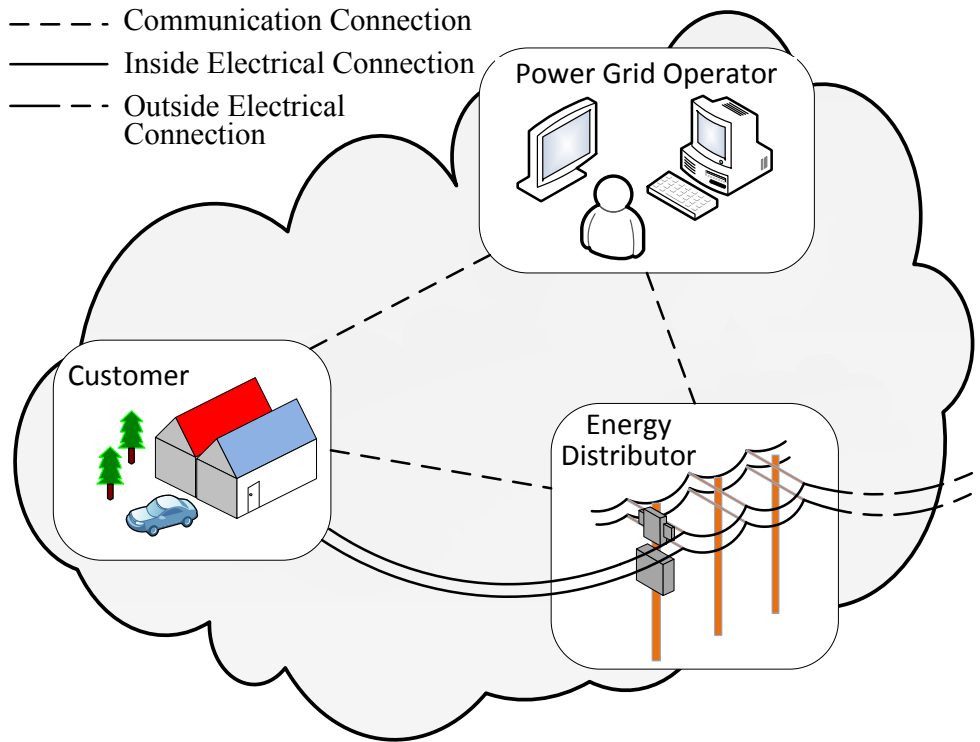 Communication Connection
Inside Electrical Connection
Outside Electrical
Connection
Power Grid Operator
Customer
Energy
Distributor